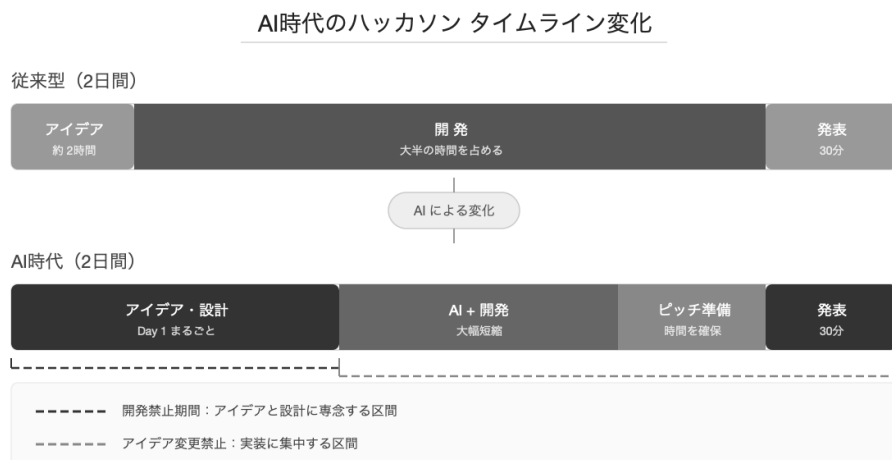 AI時代のハッカソン タイムライン変化
従来型（2日間）
アイデア
約 2時間
開 発
大半の時間を占める
発表
30分
AI による変化
AI時代（2日間）
アイデア・設計
Day 1 まるごと
AI + 開発
大幅短縮
ピッチ準備
時間を確保
発表
30分
開発禁止期間：アイデアと設計に専念する区間
アイデア変更禁止：実装に集中する区間